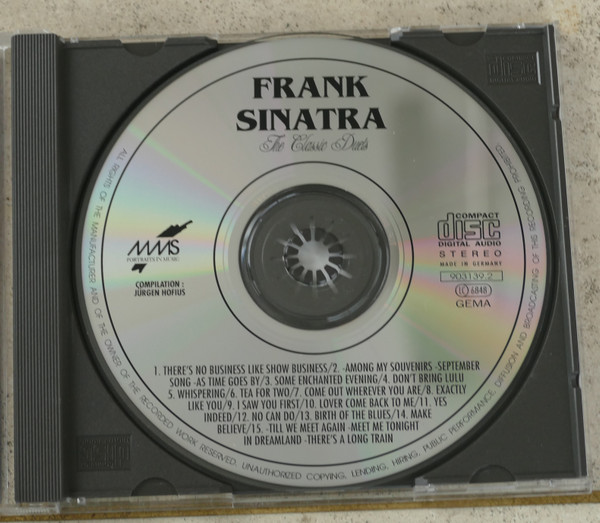 FRANK
SINATRA
The Classic Duets
ALL RIGHTS OF THE MANUFACTURER AND OF THE OWNER OF THE RECORDED WORK RESERVED. UNAUTHORIZED COPYING, LENDING, HIRING, PUBLIC PERFORMANCE, DIFFUSION AND BROADCASTING OF THIS RECORDING PROHIBITED.
MMS
PORTRAITS IN MUSIC
COMPILATION :
JÜRGEN HOFIUS
COMPACT
disc
DIGITAL AUDIO
STEREO
MADE IN GERMANY
903139.2
LC 6848
GEMA
1. THERE'S NO BUSINESS LIKE SHOW BUSINESS/2. -AMONG MY SOUVENIRS -SEPTEMBER
SONG -AS TIME GOES BY/3. SOME ENCHANTED EVENING/4. DON'T BRING LULU
5. WHISPERING/6. TEA FOR TWO/7. COME OUT WHEREVER YOU ARE/8. EXACTLY
LIKE YOU/9. I SAW YOU FIRST/10. LOVER COME BACK TO ME/11. YES
INDEED/12. NO CAN DO/13. BIRTH OF THE BLUES/14. MAKE
BELIEVE/15. -TILL WE MEET AGAIN -MEET ME TONIGHT
IN DREAMLAND -THERE'S A LONG TRAIN